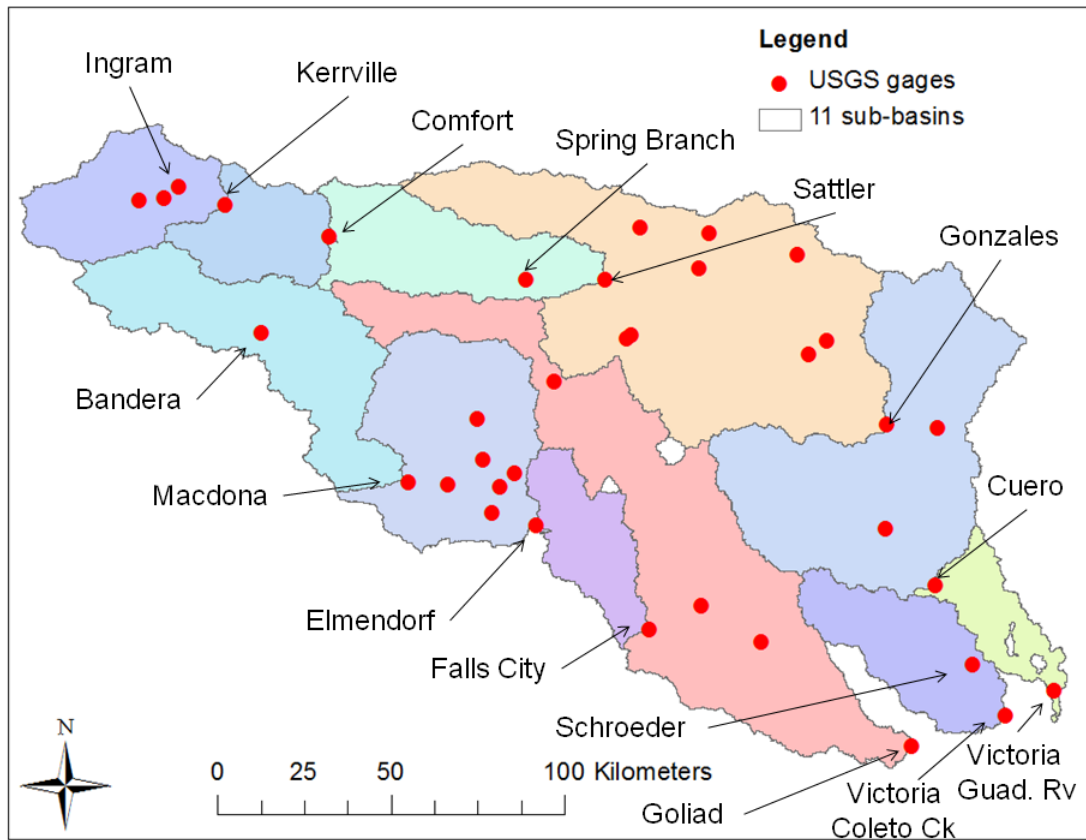 Legend
USGS gages
11 sub-basins
Ingram
Kerrville
Comfort
Spring Branch
Sattler
Gonzales
Bandera
Macdona
Cuero
Elmendorf
Falls City
Schroeder
Goliad
Victoria
Coleto Ck
Victoria
Guad. Rv
N
0 25 50 100 Kilometers